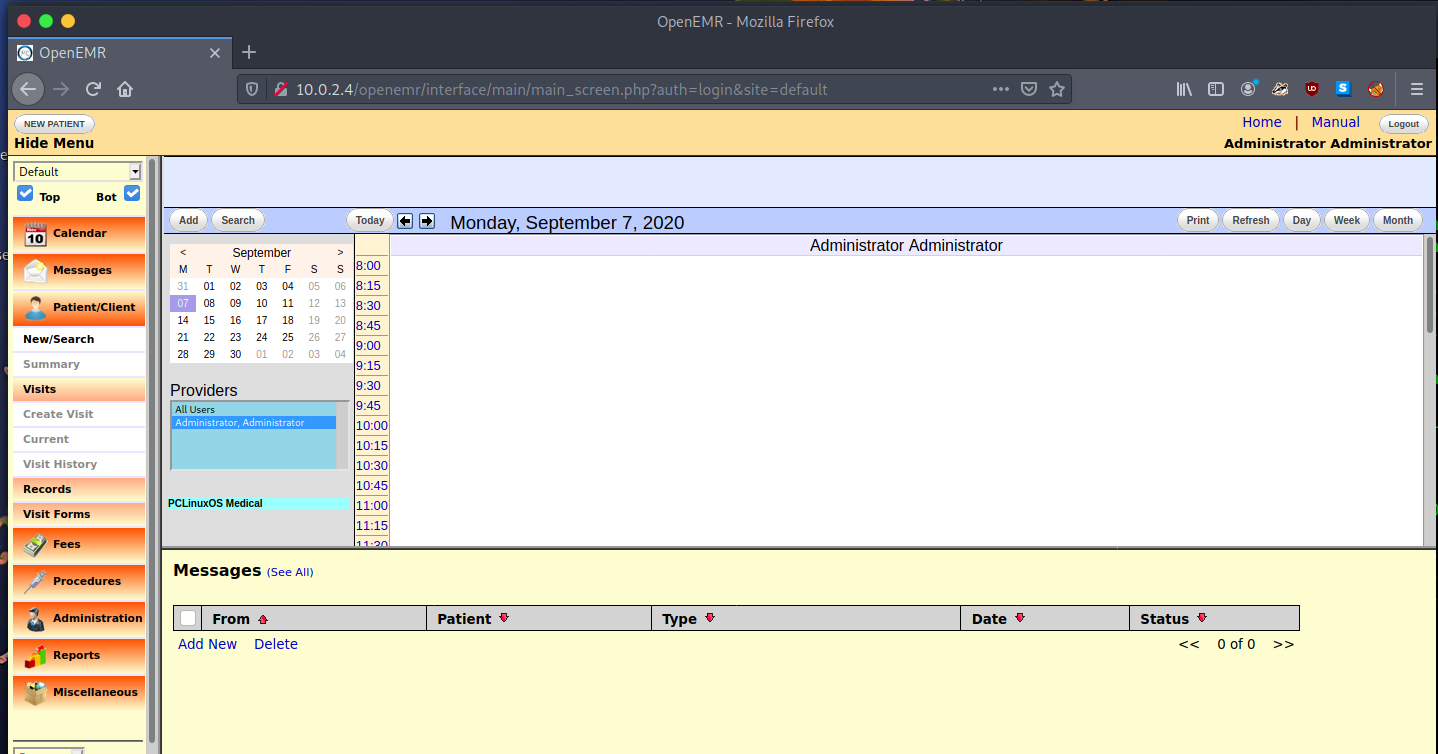 OpenEMR - Mozilla Firefox
OpenEMR
10.0.2.4/openemr/interface/main/main_screen.php?auth=login&site=default
NEW PATIENT
Hide Menu
Home | Manual Logout
Administrator Administrator
Default
Top Bot
Calendar
Messages
Patient/Client
New/Search
Summary
Visits
Create Visit
Current
Visit History
Records
Visit Forms
Fees
Procedures
Administration
Reports
Miscellaneous
Add Search Today Monday, September 7, 2020 Print Refresh Day Week Month
< September >
M T W T F S S
31 01 02 03 04 05 06
07 08 09 10 11 12 13
14 15 16 17 18 19 20
21 22 23 24 25 26 27
28 29 30 01 02 03 04
Providers
All Users
Administrator, Administrator
PCLinuxOS Medical
Administrator Administrator
8:00
8:15
8:30
8:45
9:00
9:15
9:30
9:45
10:00
10:15
10:30
10:45
11:00
11:15
11:30
Messages (See All)
From Patient Type Date Status
Add New Delete << 0 of 0 >>